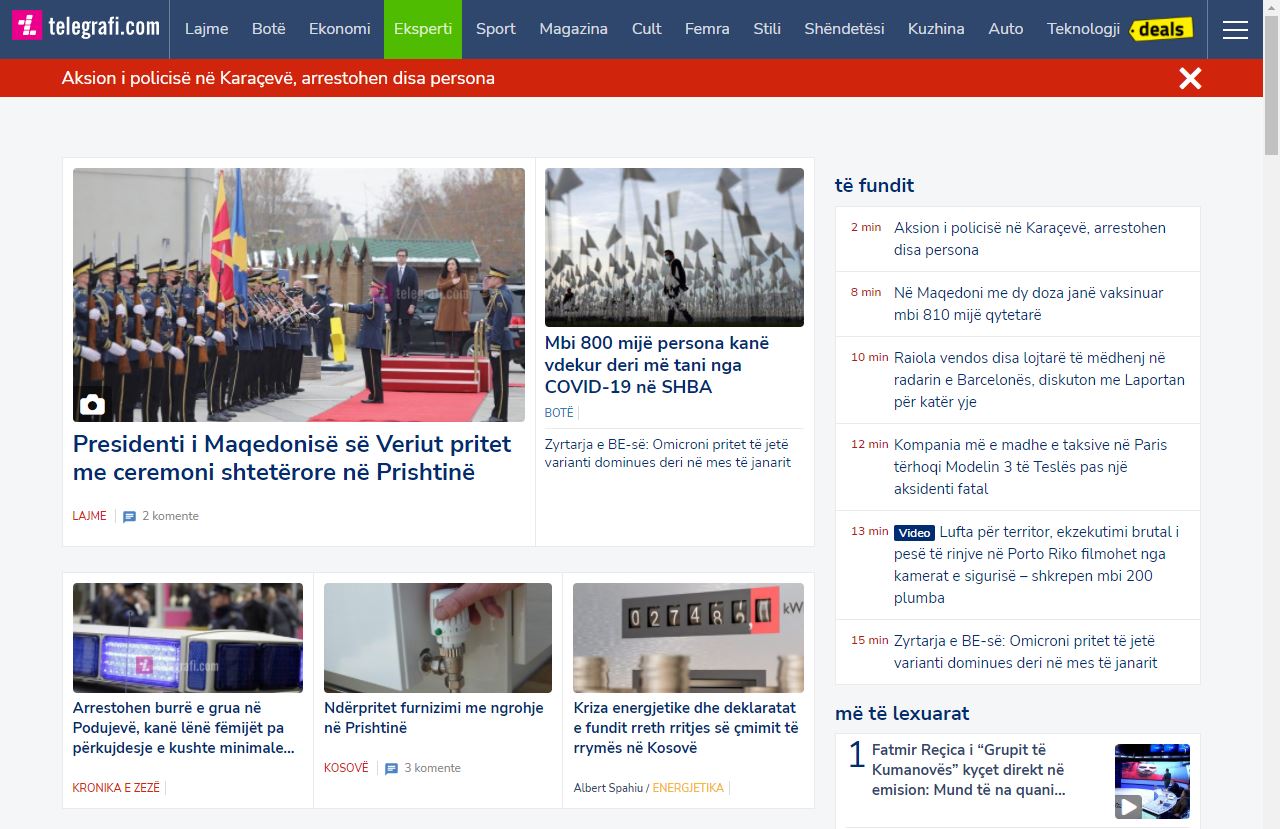 telegrafi.com
Lajme Botë Ekonomi Eksperti Sport Magazina Cult Femra Stili Shëndetësi Kuzhina Auto Teknologji deals
Aksion i policisë në Karaçevë, arrestohen disa persona
telegrafi.com
Presidenti i Maqedonisë së Veriut pritet
me ceremoni shtetërore në Prishtinë
LAJME 2 komente
Mbi 800 mijë persona kanë
vdekur deri më tani nga
COVID-19 në SHBA
BOTË
Zyrtarja e BE-së: Omicroni pritet të jetë
varianti dominues deri në mes të janarit
telegrafi.com
Arrestohen burrë e grua në
Podujevë, kanë lënë fëmijët pa
përkujdesje e kushte minimale...
KRONIKA E ZEZË
Ndërpritet furnizimi me ngrohje
në Prishtinë
KOSOVË 3 komente
027485,0 kW
Kriza energjetike dhe deklaratat
e fundit rreth rritjes së çmimit të
rrymës në Kosovë
Albert Spahiu / ENERGJETIKA
të fundit
2 min Aksion i policisë në Karaçevë, arrestohen
disa persona
8 min Në Maqedoni me dy doza janë vaksinuar
mbi 810 mijë qytetarë
10 min Raiola vendos disa lojtarë të mëdhenj në
radarin e Barcelonës, diskuton me Laportan
për katër yje
12 min Kompania më e madhe e taksive në Paris
tërhoqi Modelin 3 të Teslës pas një
aksidenti fatal
13 min Video Lufta për territor, ekzekutimi brutal i
pesë të rinjve në Porto Riko filmohet nga
kamerat e sigurisë – shkrepen mbi 200
plumba
15 min Zyrtarja e BE-së: Omicroni pritet të jetë
varianti dominues deri në mes të janarit
më të lexuarat
1 Fatmir Reçica i “Grupit të
Kumanovës” kyçet direkt në
emision: Mund të na quani...